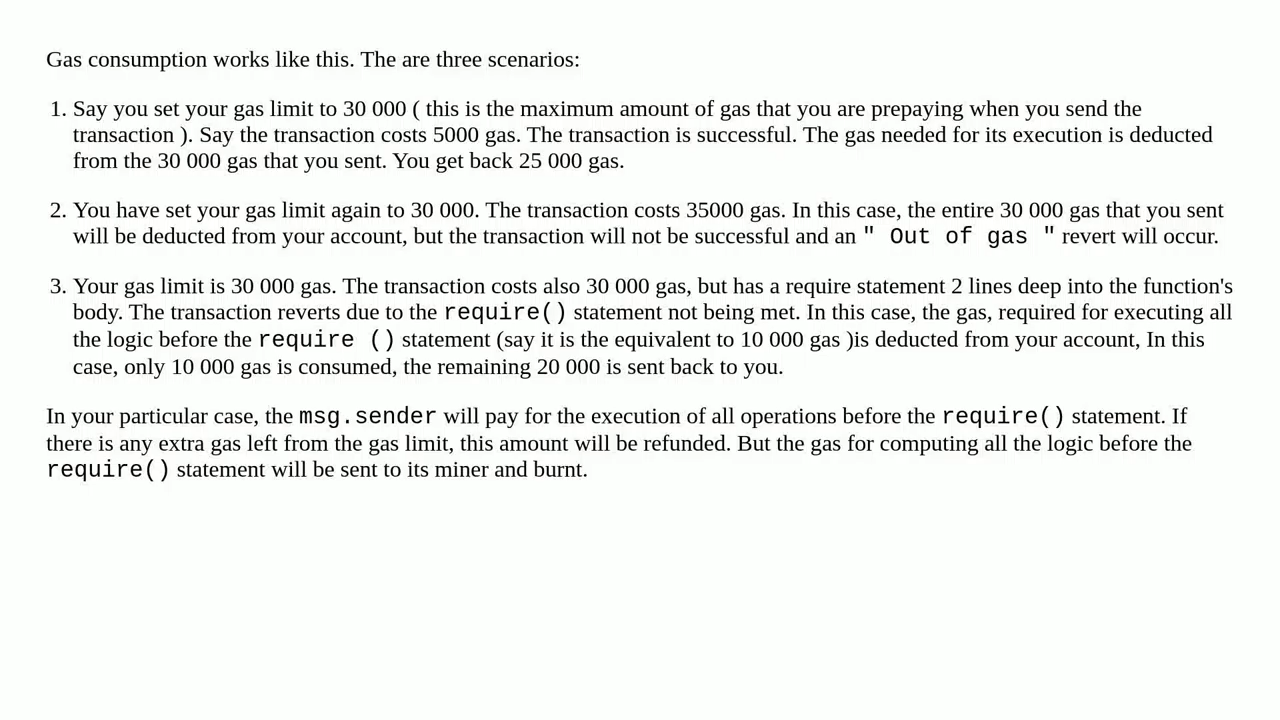 Gas consumption works like this. The are three scenarios:
1. Say you set your gas limit to 30 000 ( this is the maximum amount of gas that you are prepaying when you send the
transaction ). Say the transaction costs 5000 gas. The transaction is successful. The gas needed for its execution is deducted
from the 30 000 gas that you sent. You get back 25 000 gas.
2. You have set your gas limit again to 30 000. The transaction costs 35000 gas. In this case, the entire 30 000 gas that you sent
will be deducted from your account, but the transaction will not be successful and an " Out of gas " revert will occur.
3. Your gas limit is 30 000 gas. The transaction costs also 30 000 gas, but has a require statement 2 lines deep into the function's
body. The transaction reverts due to the require() statement not being met. In this case, the gas, required for executing all
the logic before the require () statement (say it is the equivalent to 10 000 gas )is deducted from your account, In this
case, only 10 000 gas is consumed, the remaining 20 000 is sent back to you.
In your particular case, the msg.sender will pay for the execution of all operations before the require() statement. If
there is any extra gas left from the gas limit, this amount will be refunded. But the gas for computing all the logic before the
require() statement will be sent to its miner and burnt.